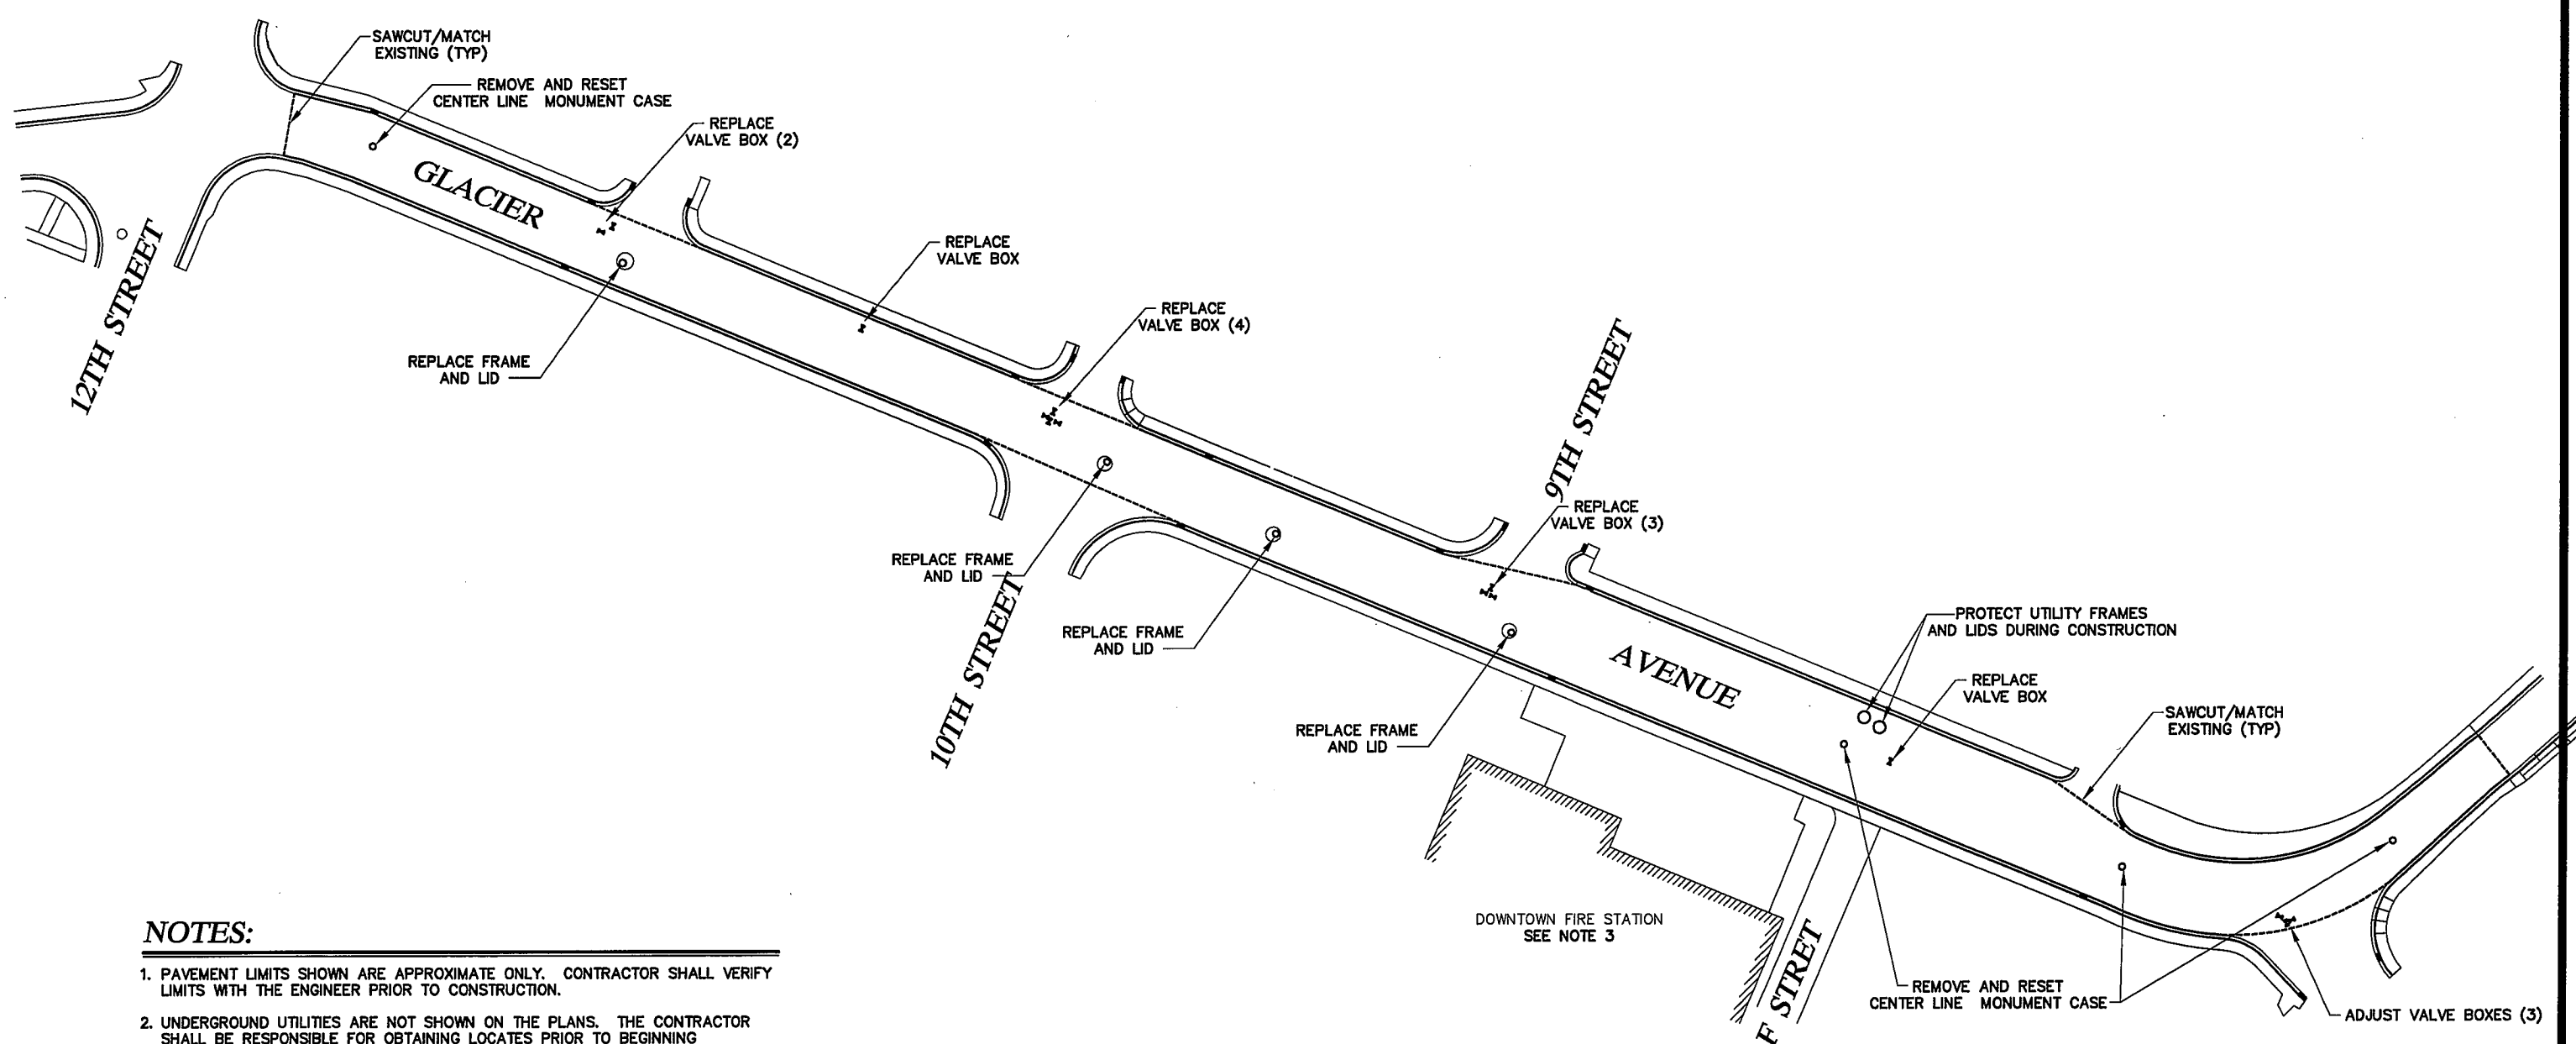 SAWCUT/MATCH
EXISTING (TYP)
REMOVE AND RESET
CENTER LINE MONUMENT CASE
REPLACE
VALVE BOX (2)
GLACIER
12TH STREET
REPLACE
VALVE BOX
REPLACE
VALVE BOX (4)
REPLACE FRAME
AND LID
9TH STREET
REPLACE
VALVE BOX (3)
REPLACE FRAME
AND LID
10TH STREET
REPLACE FRAME
AND LID
AVENUE
PROTECT UTILITY FRAMES
AND LIDS DURING CONSTRUCTION
REPLACE
VALVE BOX
SAWCUT/MATCH
EXISTING (TYP)
REPLACE FRAME
AND LID
DOWNTOWN FIRE STATION
SEE NOTE 3
F STRET
REMOVE AND RESET
CENTER LINE MONUMENT CASE
ADJUST VALVE BOXES (3)
NOTES:
1. PAVEMENT LIMITS SHOWN ARE APPROXIMATE ONLY. CONTRACTOR SHALL VERIFY
LIMITS WITH THE ENGINEER PRIOR TO CONSTRUCTION.
2. UNDERGROUND UTILITIES ARE NOT SHOWN ON THE PLANS. THE CONTRACTOR
SHALL BE RESPONSIBLE FOR OBTAINING LOCATES PRIOR TO BEGINNING